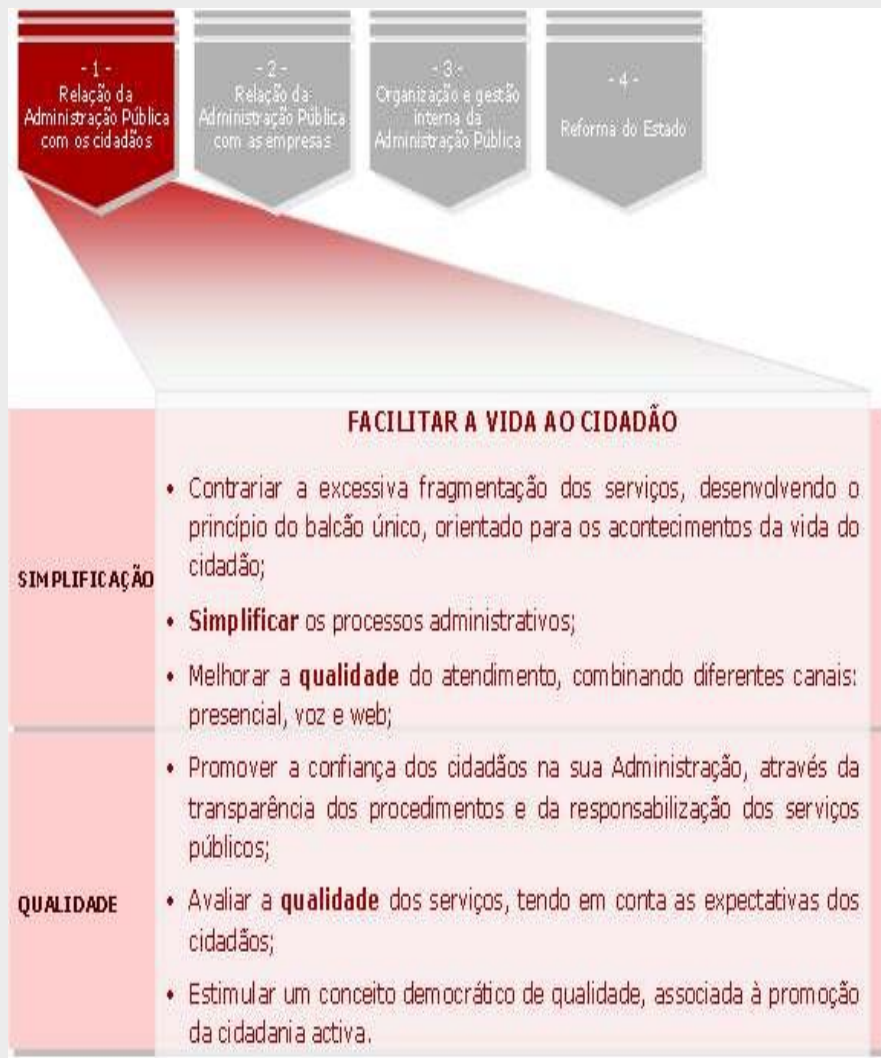 - 1 -
Relação da
Administração Pública
com os cidadãos
- 2 -
Relação da
Administração Pública
com as empresas
- 3 -
Organização e gestão
interna da
Administração Pública
- 4 -
Reforma do Estado
FACILITAR A VIDA AO CIDADÃO
SIMPLIFICAÇÃO
• Contrariar a excessiva fragmentação dos serviços, desenvolvendo o
princípio do balcão único, orientado para os acontecimentos da vida do
cidadão;
• Simplificar os processos administrativos;
• Melhorar a qualidade do atendimento, combinando diferentes canais:
presencial, voz e web;
QUALIDADE
• Promover a confiança dos cidadãos na sua Administração, através da
transparência dos procedimentos e da responsabilização dos serviços
públicos;
• Avaliar a qualidade dos serviços, tendo em conta as expectativas dos
cidadãos;
• Estimular um conceito democrático de qualidade, associada à promoção
da cidadania activa.